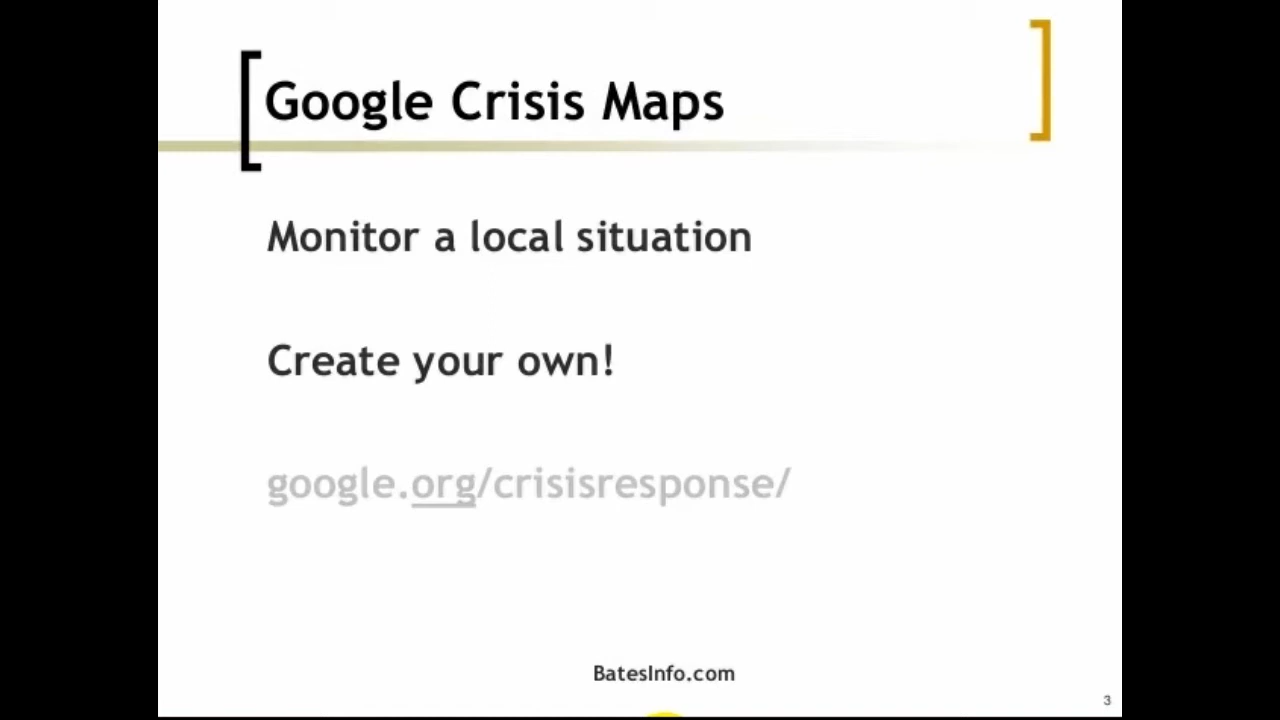 Google Crisis Maps
Monitor a local situation
Create your own!
google.org/crisisresponse/
BatesInfo.com
3